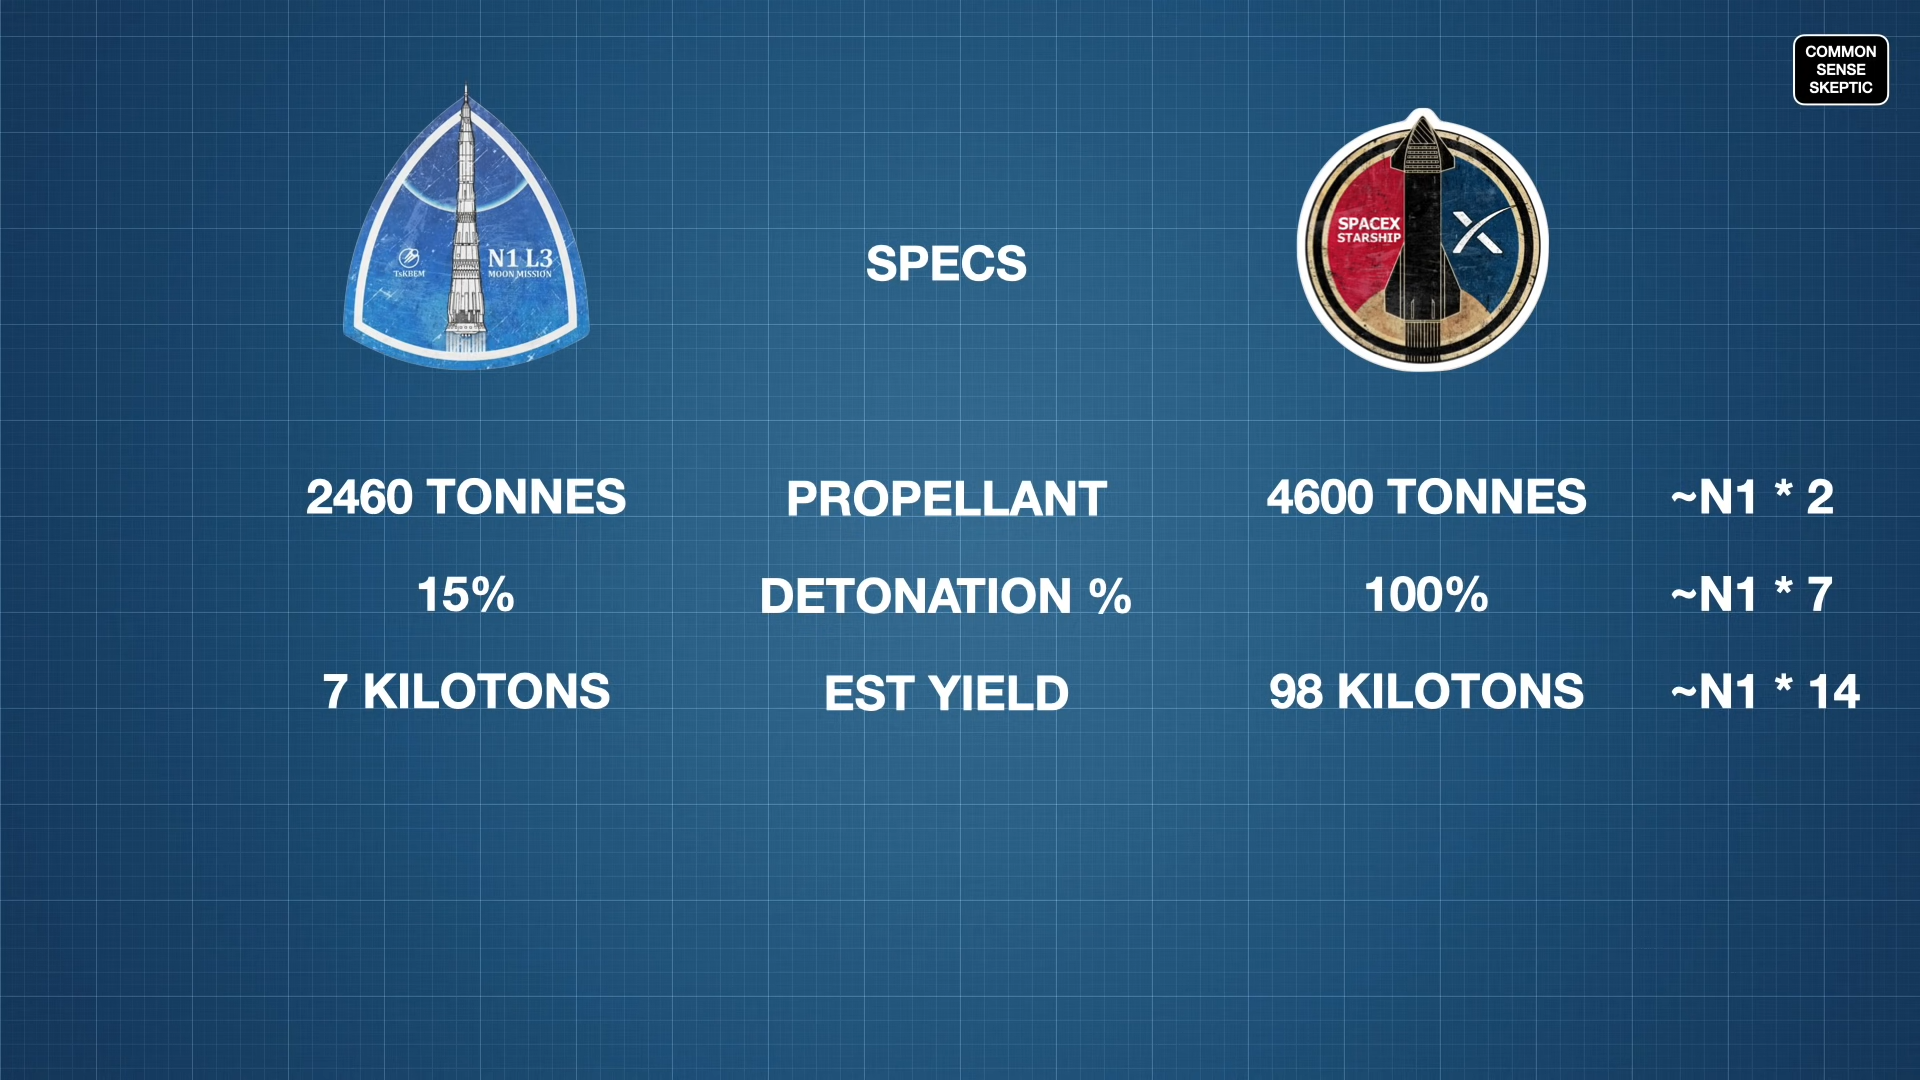 COMMON
SENSE
SKEPTIC
N1 L3
MOON MISSION
TsKBEM
SPECS
SPACEX
STARSHIP
2460 TONNES PROPELLANT 4600 TONNES ~N1 * 2
15% DETONATION % 100% ~N1 * 7
7 KILOTONS EST YIELD 98 KILOTONS ~N1 * 14